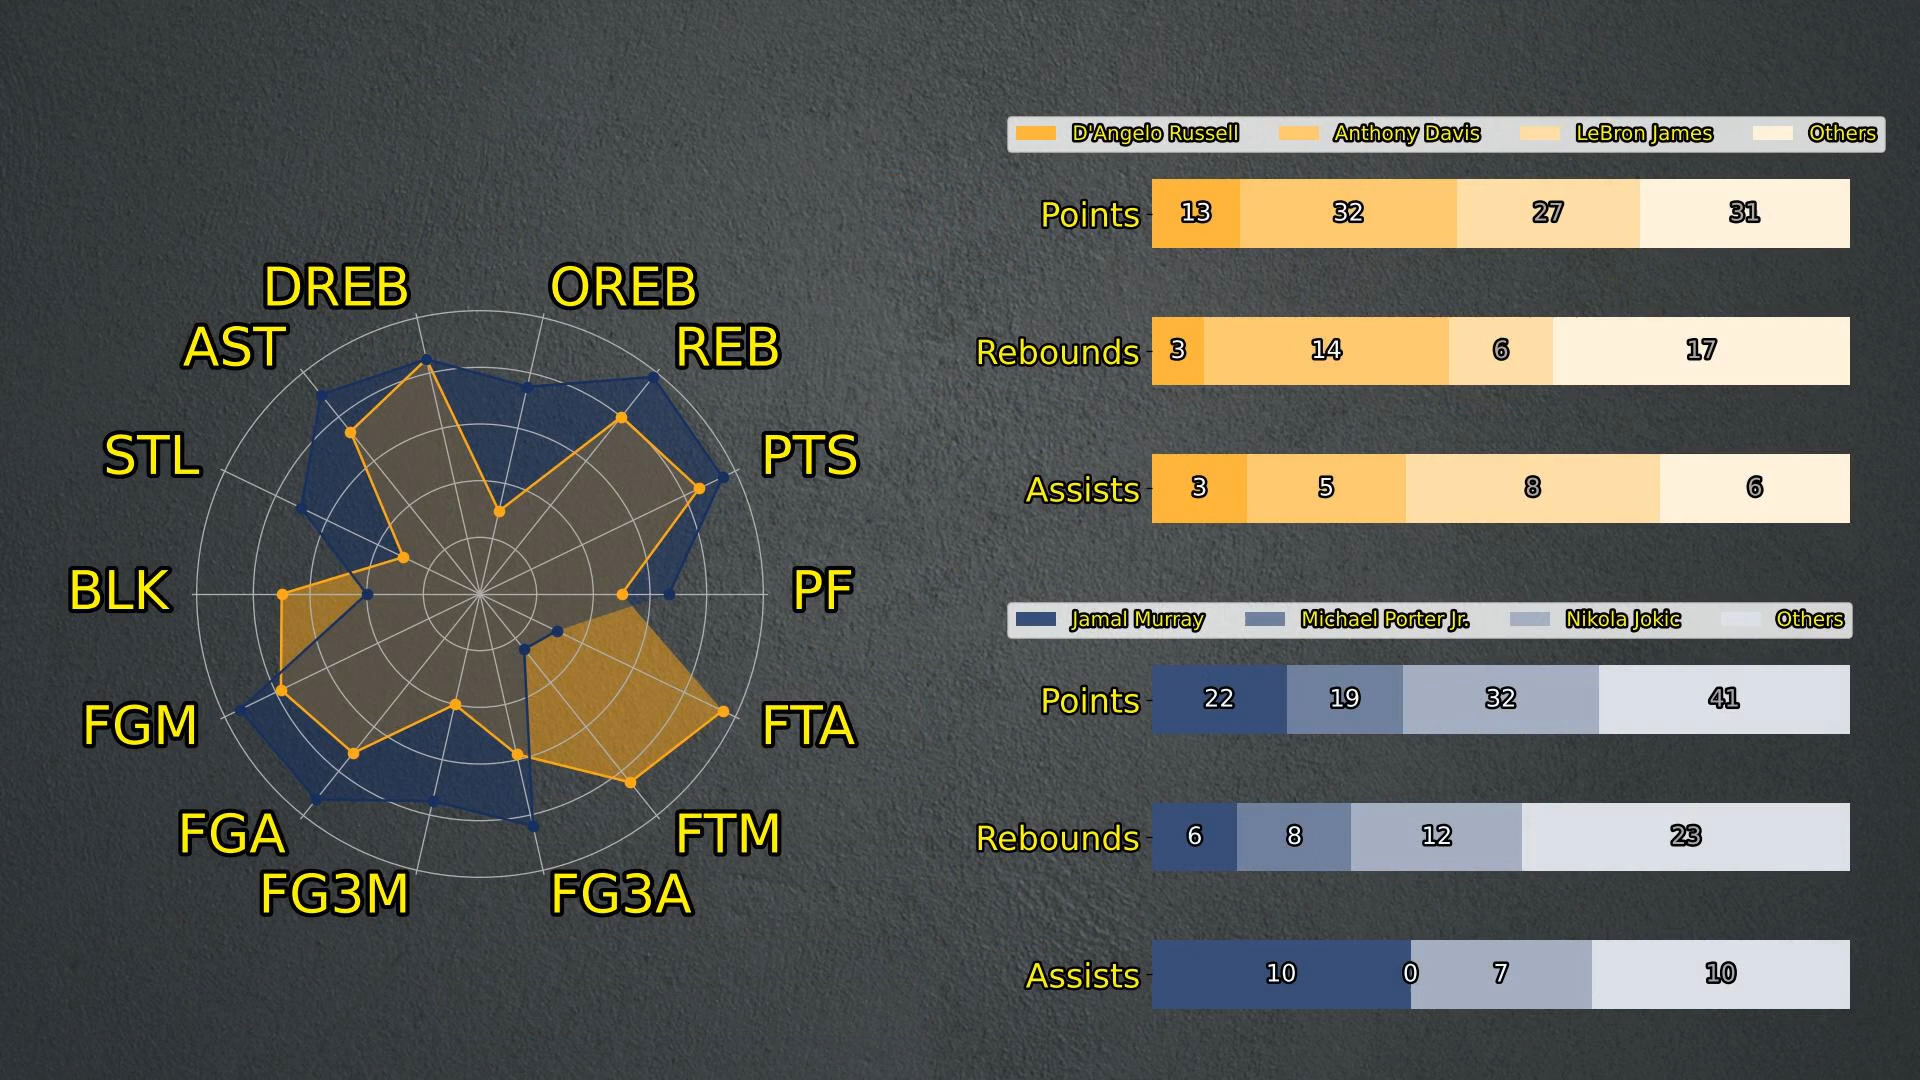 DREB
OREB
AST
REB
STL
PTS
BLK
PF
FGM
FTA
FGA
FTM
FG3M
FG3A
D'Angelo Russell Anthony Davis LeBron James Others
Points 13 32 27 31
Rebounds 3 14 6 17
Assists 3 5 8 6
Jamal Murray Michael Porter Jr. Nikola Jokic Others
Points 22 19 32 41
Rebounds 6 8 12 23
Assists 10 0 7 10